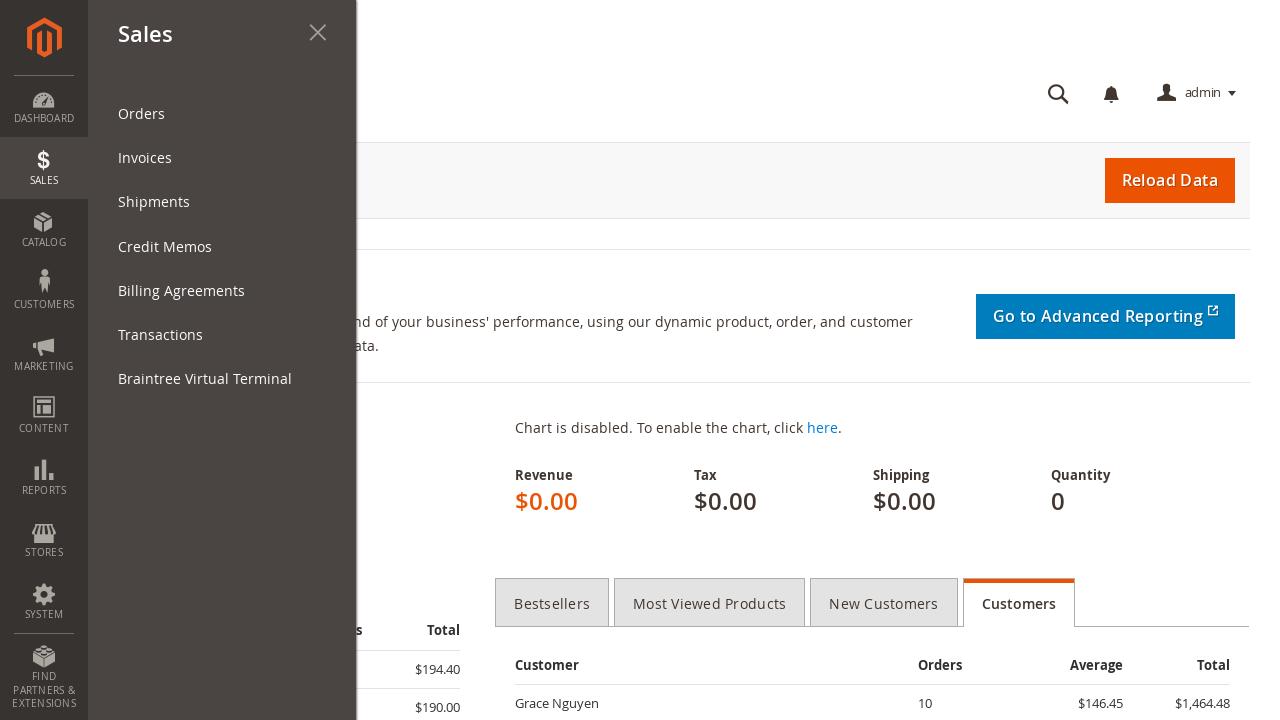 DASHBOARD
SALES
CATALOG
CUSTOMERS
MARKETING
CONTENT
REPORTS
STORES
SYSTEM
FIND
PARTNERS &
EXTENSIONS
Sales
Orders
Invoices
Shipments
Credit Memos
Billing Agreements
Transactions
Braintree Virtual Terminal
admin
Reload Data
nd of your business' performance, using our dynamic product, order, and customer
ata.
Go to Advanced Reporting
Chart is disabled. To enable the chart, click here.
Revenue Tax Shipping Quantity
$0.00 $0.00 $0.00 0
Bestsellers Most Viewed Products New Customers Customers
s Total
$194.40
$190.00
Customer Orders Average Total
Grace Nguyen 10 $146.45 $1,464.48